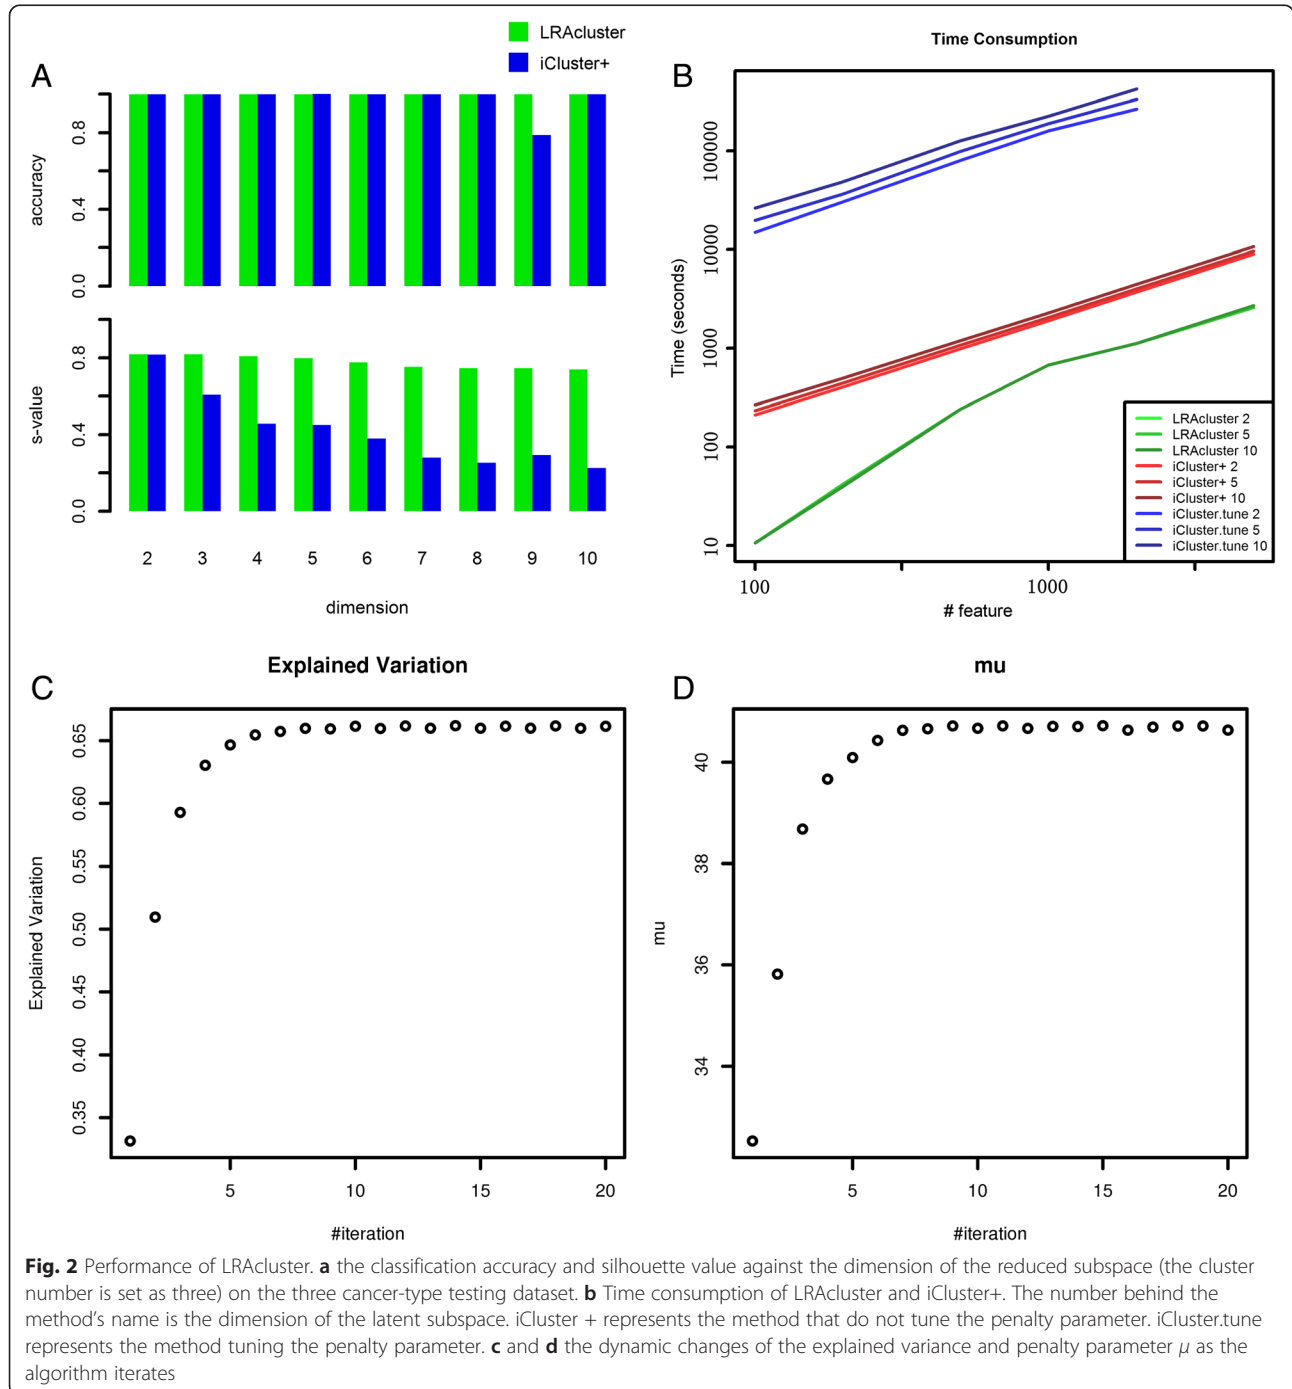 LRAcluster
iCluster+
A
accuracy
0.8
0.4
0.0
s-value
0.8
0.4
0.0
2 3 4 5 6 7 8 9 10
dimension
Time Consumption
B
Time (seconds)
100000
10000
1000
100
10
LRAcluster 2
LRAcluster 5
LRAcluster 10
iCluster+ 2
iCluster+ 5
iCluster+ 10
iCluster.tune 2
iCluster.tune 5
iCluster.tune 10
100 1000
# feature
Explained Variation
C
Explained Variation
0.65
0.60
0.55
0.50
0.45
0.40
0.35
5 10 15 20
#iteration
mu
D
mu
40
38
36
34
5 10 15 20
#iteration
Fig. 2 Performance of LRAcluster. a the classification accuracy and silhouette value against the dimension of the reduced subspace (the cluster
number is set as three) on the three cancer-type testing dataset. b Time consumption of LRAcluster and iCluster+. The number behind the
method's name is the dimension of the latent subspace. iCluster + represents the method that do not tune the penalty parameter. iCluster.tune
represents the method tuning the penalty parameter. c and d the dynamic changes of the explained variance and penalty parameter μ as the
algorithm iterates